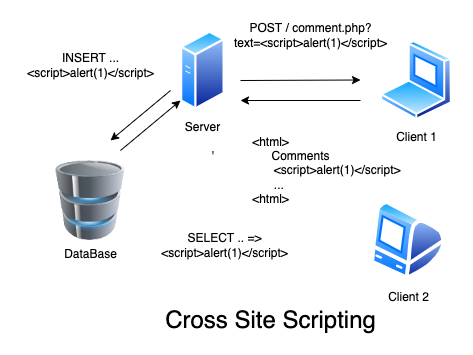 POST / comment.php?
text=<script>alert(1)</script>
INSERT ...
<script>alert(1)</script>
Server
Client 1
<html>
Comments
<script>alert(1)</script>
...
<html>
SELECT .. =>
<script>alert(1)</script>
DataBase
Client 2
Cross Site Scripting